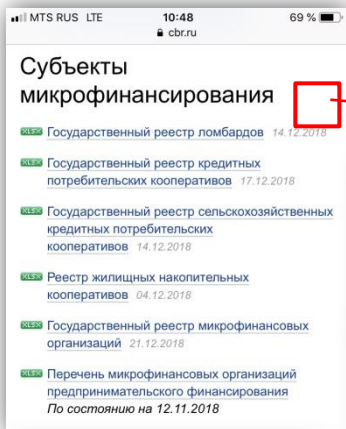 MTS RUS LTE 10:48 69 %
cbr.ru
Субъекты
микрофинансирования
XLSX Государственный реестр ломбардов 14.12.2018
XLSX Государственный реестр кредитных
потребительских кооперативов 17.12.2018
XLSX Государственный реестр сельскохозяйственных
кредитных потребительских
кооперативов 14.12.2018
XLSX Реестр жилищных накопительных
кооперативов 04.12.2018
XLSX Государственный реестр микрофинансовых
организаций 21.12.2018
XLSX Перечень микрофинансовых организаций
предпринимательского финансирования
По состоянию на 12.11.2018